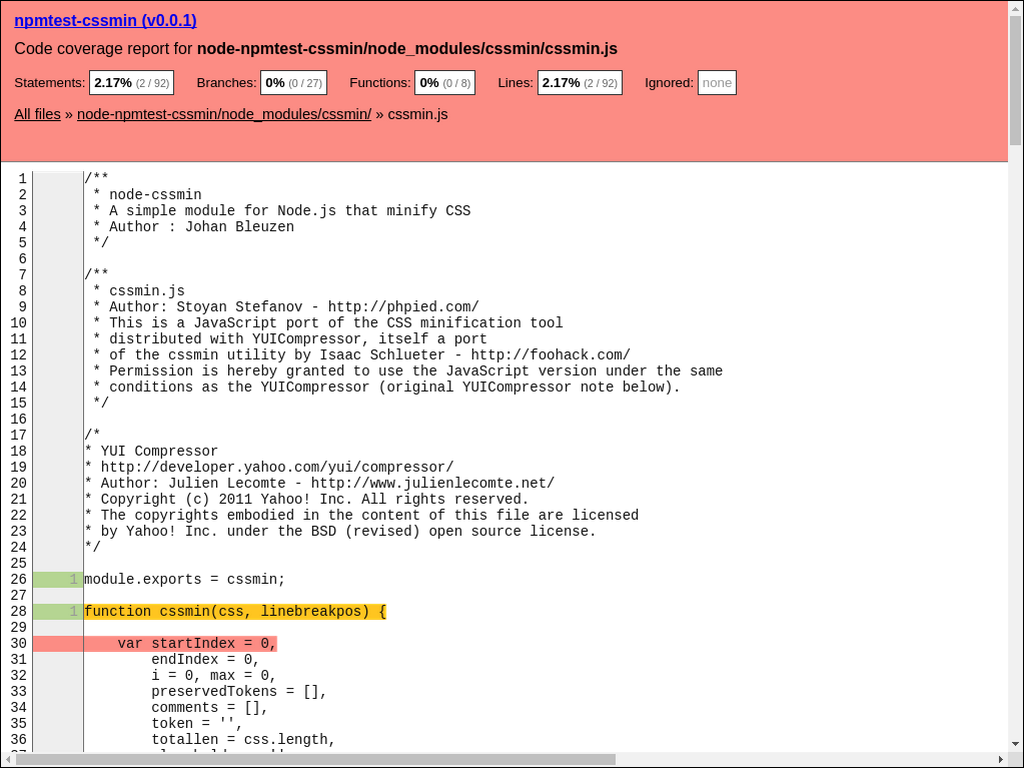 npmtest-cssmin (v0.0.1)
Code coverage report for node-npmtest-cssmin/node_modules/cssmin/cssmin.js
Statements: 2.17% (2 / 92) Branches: 0% (0 / 27) Functions: 0% (0 / 8) Lines: 2.17% (2 / 92) Ignored: none
All files » node-npmtest-cssmin/node_modules/cssmin/ » cssmin.js
1 /**
2  * node-cssmin
3  * A simple module for Node.js that minify CSS
4  * Author : Johan Bleuzen
5  */
6
7 /**
8  * cssmin.js
9  * Author: Stoyan Stefanov - http://phpied.com/
10  * This is a JavaScript port of the CSS minification tool
11  * distributed with YUICompressor, itself a port
12  * of the cssmin utility by Isaac Schlueter - http://foohack.com/
13  * Permission is hereby granted to use the JavaScript version under the same
14  * conditions as the YUICompressor (original YUICompressor note below).
15  */
16
17 /*
18 * YUI Compressor
19 * http://developer.yahoo.com/yui/compressor/
20 * Author: Julien Lecomte - http://www.julienlecomte.net/
21 * Copyright (c) 2011 Yahoo! Inc. All rights reserved.
22 * The copyrights embodied in the content of this file are licensed
23 * by Yahoo! Inc. under the BSD (revised) open source license.
24 */
25
26 1 module.exports = cssmin;
27
28 1 function cssmin(css, linebreakpos) {
29
30     var startIndex = 0,
31         endIndex = 0,
32         i = 0, max = 0,
33         preservedTokens = [],
34         comments = [],
35         token = '',
36         totallen = css.length,